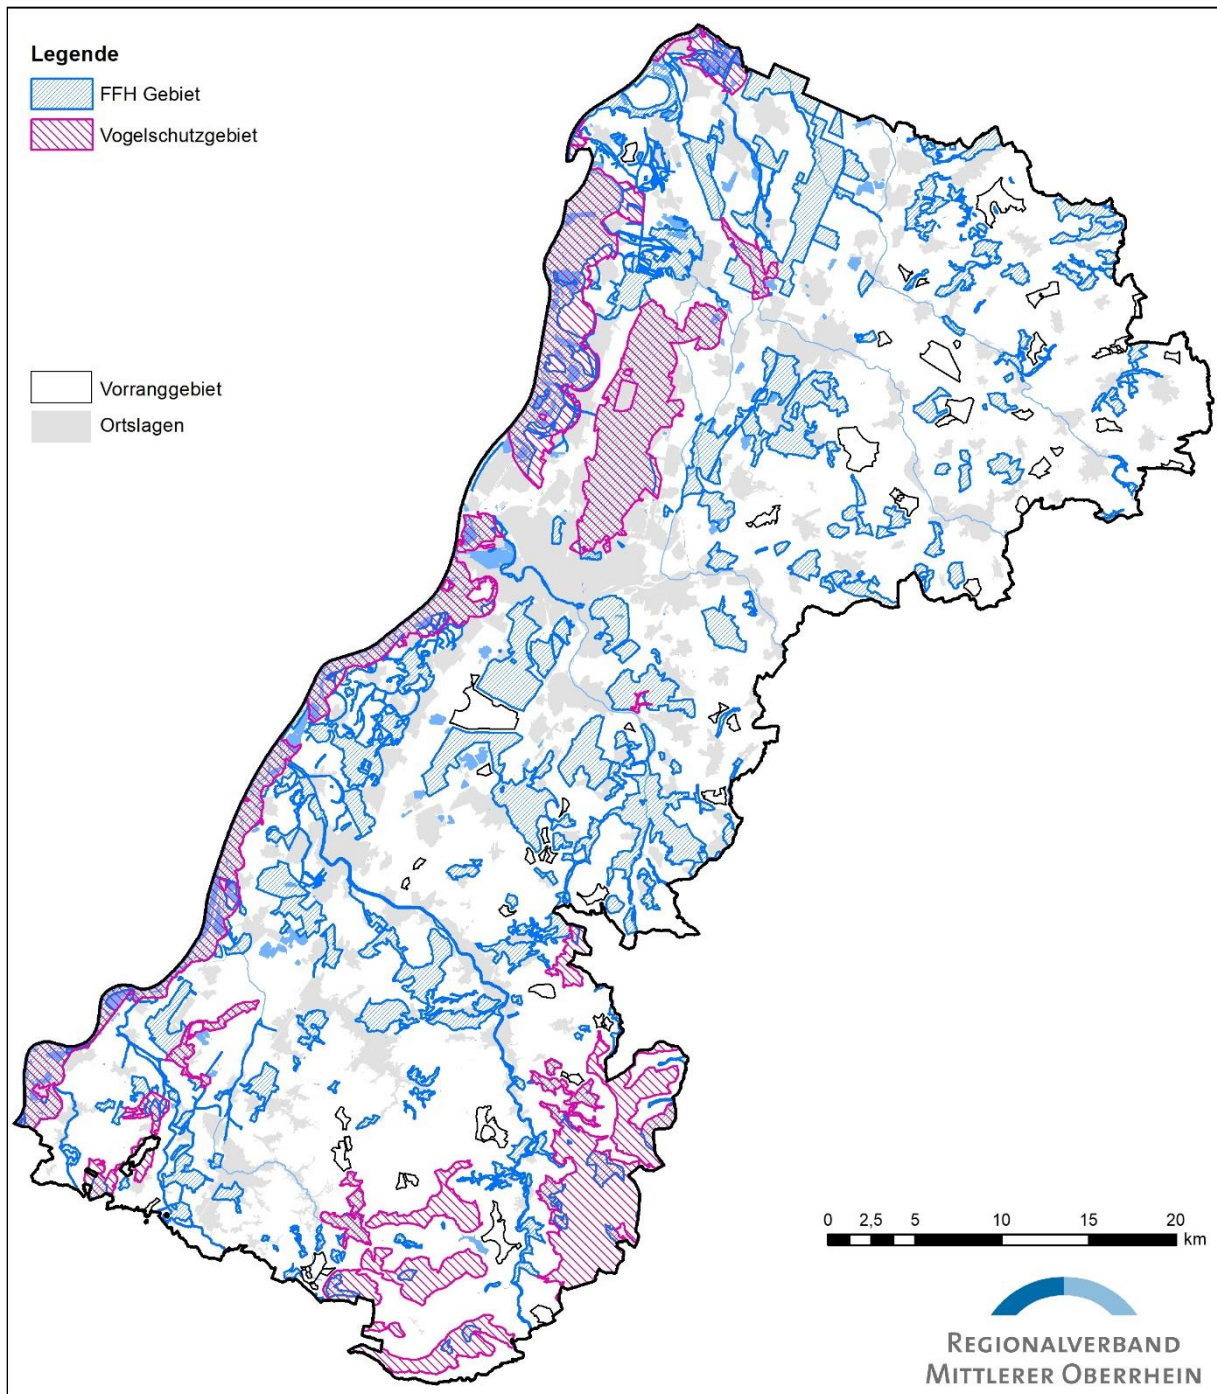 Legende
FFH Gebiet
Vogelschutzgebiet
Vorranggebiet
Ortslagen
0 2,5 5 10 15 20
km
REGIONALVERBAND
MITTLERER OBERRHEIN